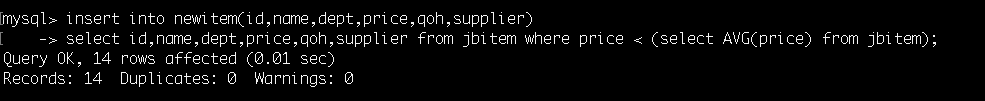 [mysql> insert into newitem(id,name,dept,price,qoh,supplier)
[    -> select id,name,dept,price,qoh,supplier from jbitem where price < (select AVG(price) from jbitem);
Query OK, 14 rows affected (0.01 sec)
Records: 14  Duplicates: 0  Warnings: 0